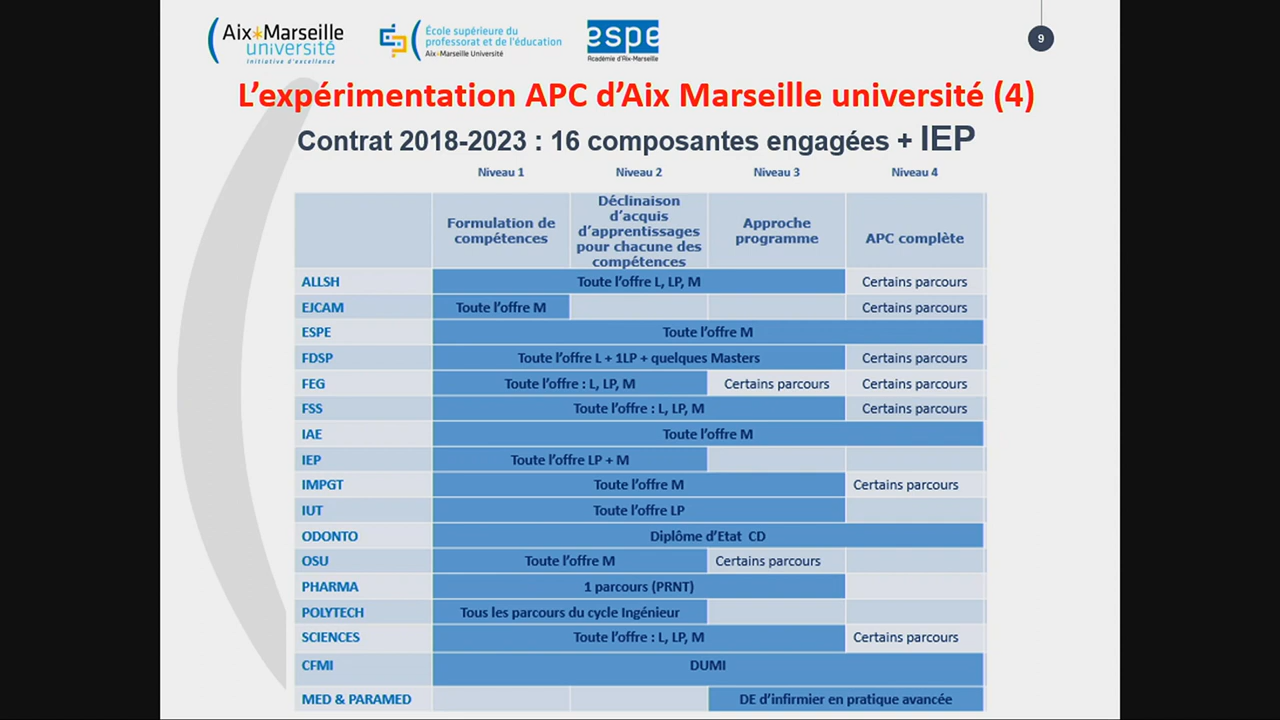 Aix*Marseille
université
Initiative d'excellence
École supérieure du
professorat et de l'éducation
Aix*Marseille Université
espe
Académie d'Aix-Marseille
9
L'expérimentation APC d'Aix Marseille université (4)
Contrat 2018-2023 : 16 composantes engagées + IEP
Niveau 1 Niveau 2 Niveau 3 Niveau 4
Formulation de
compétences
Déclinaison
d'acquis
d'apprentissages
pour chacune des
compétences
Approche
programme
APC complète
ALLSH Toute l'offre L, LP, M Certains parcours
EJCAM Toute l'offre M Certains parcours
ESPE Toute l'offre M
FDSP Toute l'offre L + 1LP + quelques Masters Certains parcours
FEG Toute l'offre : L, LP, M Certains parcours Certains parcours
FSS Toute l'offre : L, LP, M Certains parcours
IAE Toute l'offre M
IEP Toute l'offre LP + M
IMPGT Toute l'offre M Certains parcours
IUT Toute l'offre LP
ODONTO Diplôme d'Etat CD
OSU Toute l'offre M Certains parcours
PHARMA 1 parcours (PRNT)
POLYTECH Tous les parcours du cycle Ingénieur
SCIENCES Toute l'offre : L, LP, M Certains parcours
CFMI DUMI
MED & PARAMED DE d'infirmier en pratique avancée